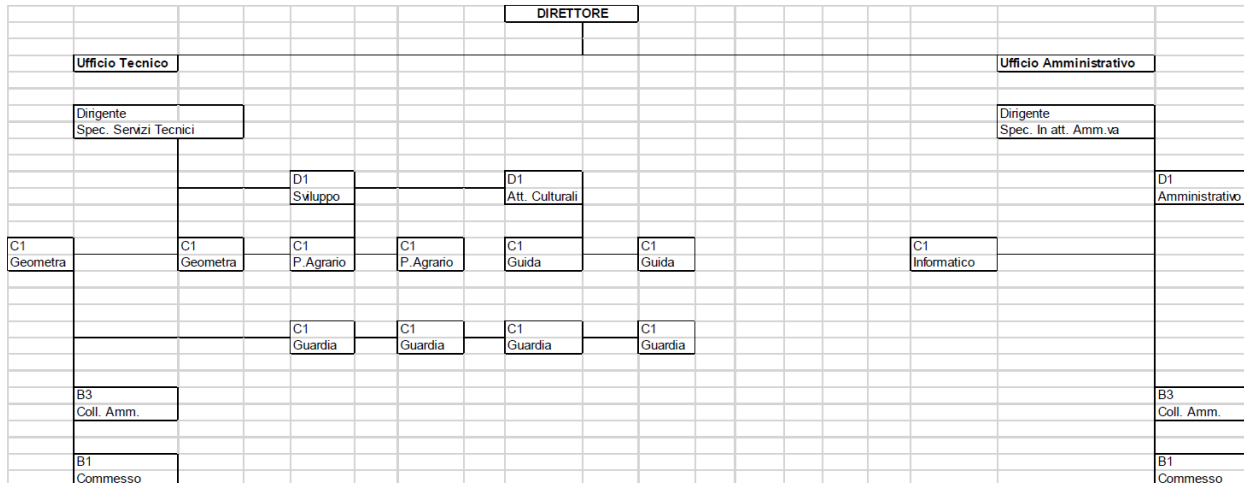 DIRETTORE
Ufficio Tecnico
Ufficio Amministrativo
Dirigente
Spec. Servizi Tecnici
Dirigente
Spec. In att. Amm.va
D1
Sviluppo
D1
Att. Culturali
D1
Amministrativo
C1
Geometra
C1
Geometra
C1
P.Agrario
C1
P.Agrario
C1
Guida
C1
Guida
C1
Informatico
C1
Guardia
C1
Guardia
C1
Guardia
C1
Guardia
B3
Coll. Amm.
B3
Coll. Amm.
B1
Commesso
B1
Commesso